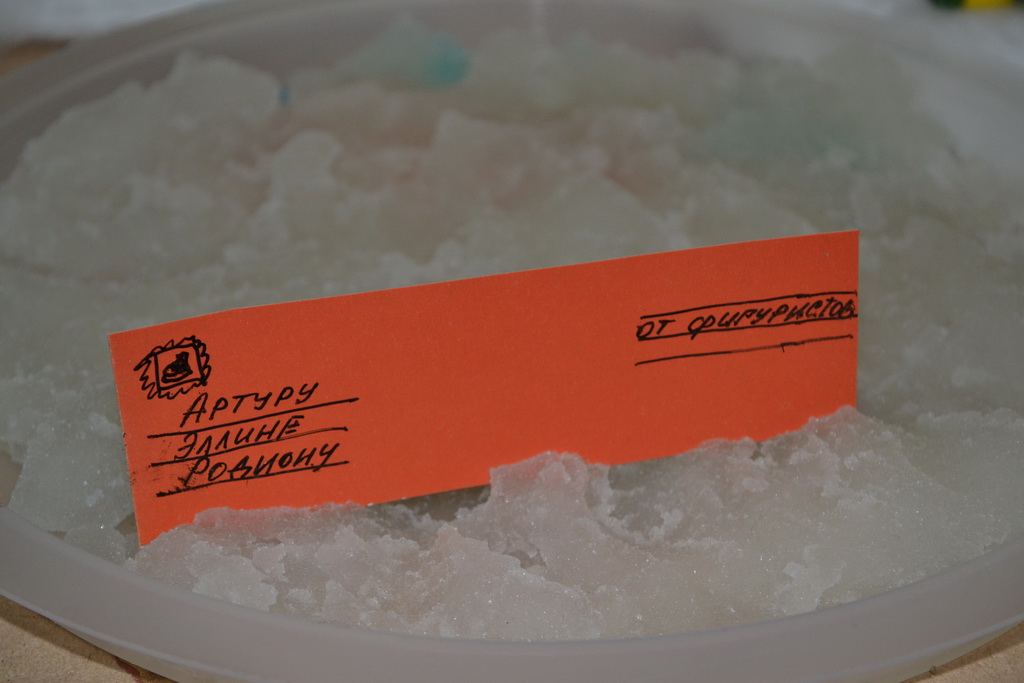 от фигуристов
Артуру
Эллине
Родиону